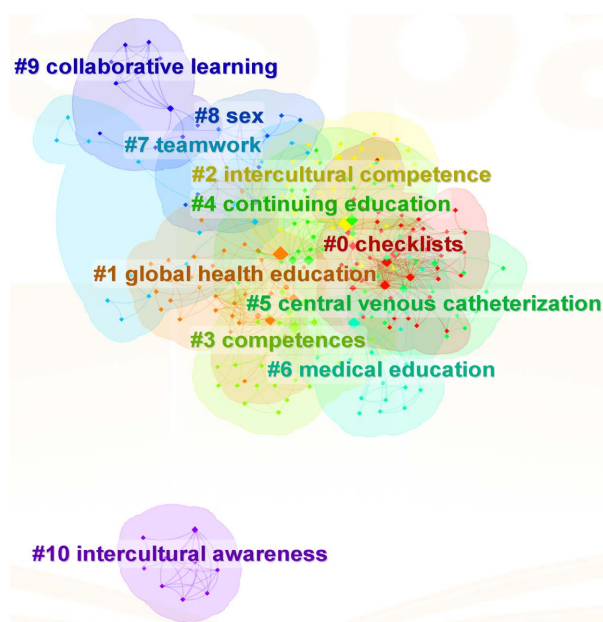 #9 collaborative learning
#8 sex
#7 teamwork
#2 intercultural competence
#4 continuing education
#0 checklists
#1 global health education
#5 central venous catheterization
#3 competences
#6 medical education
#10 intercultural awareness